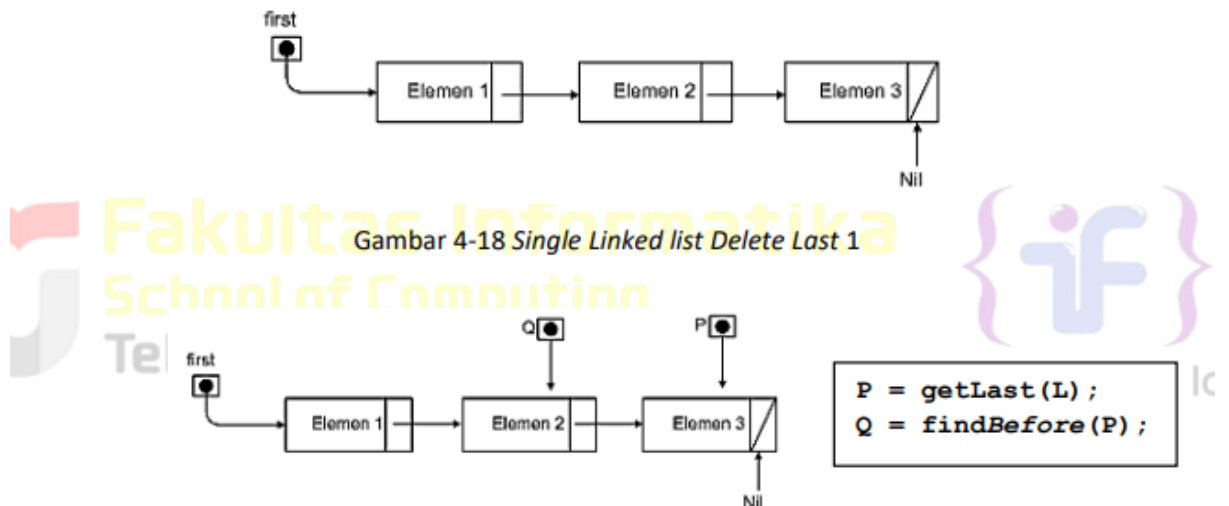 first
Elemen 1 Elemen 2 Elemen 3
Nil
Fakultas Informatika
Gambar 4-18 Single Linked list Delete Last 1
School of Computing
Q P
first
Elemen 1 Elemen 2 Elemen 3
Nil
P = getLast(L);
Q = findBefore(P);